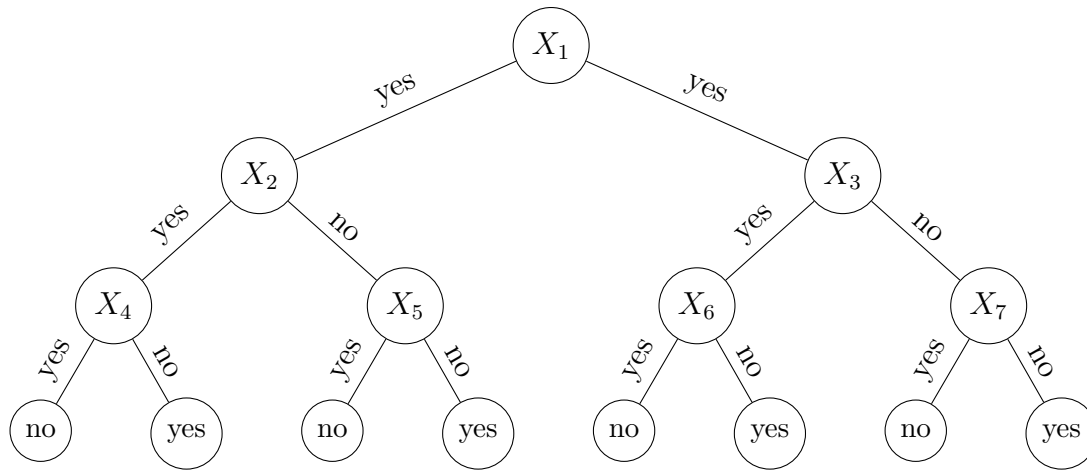 X₁
yes yes
X₂ X₃
yes no yes no
X₄ X₅ X₆ X₇
yes no yes no yes no yes no
no yes no yes no yes no yes